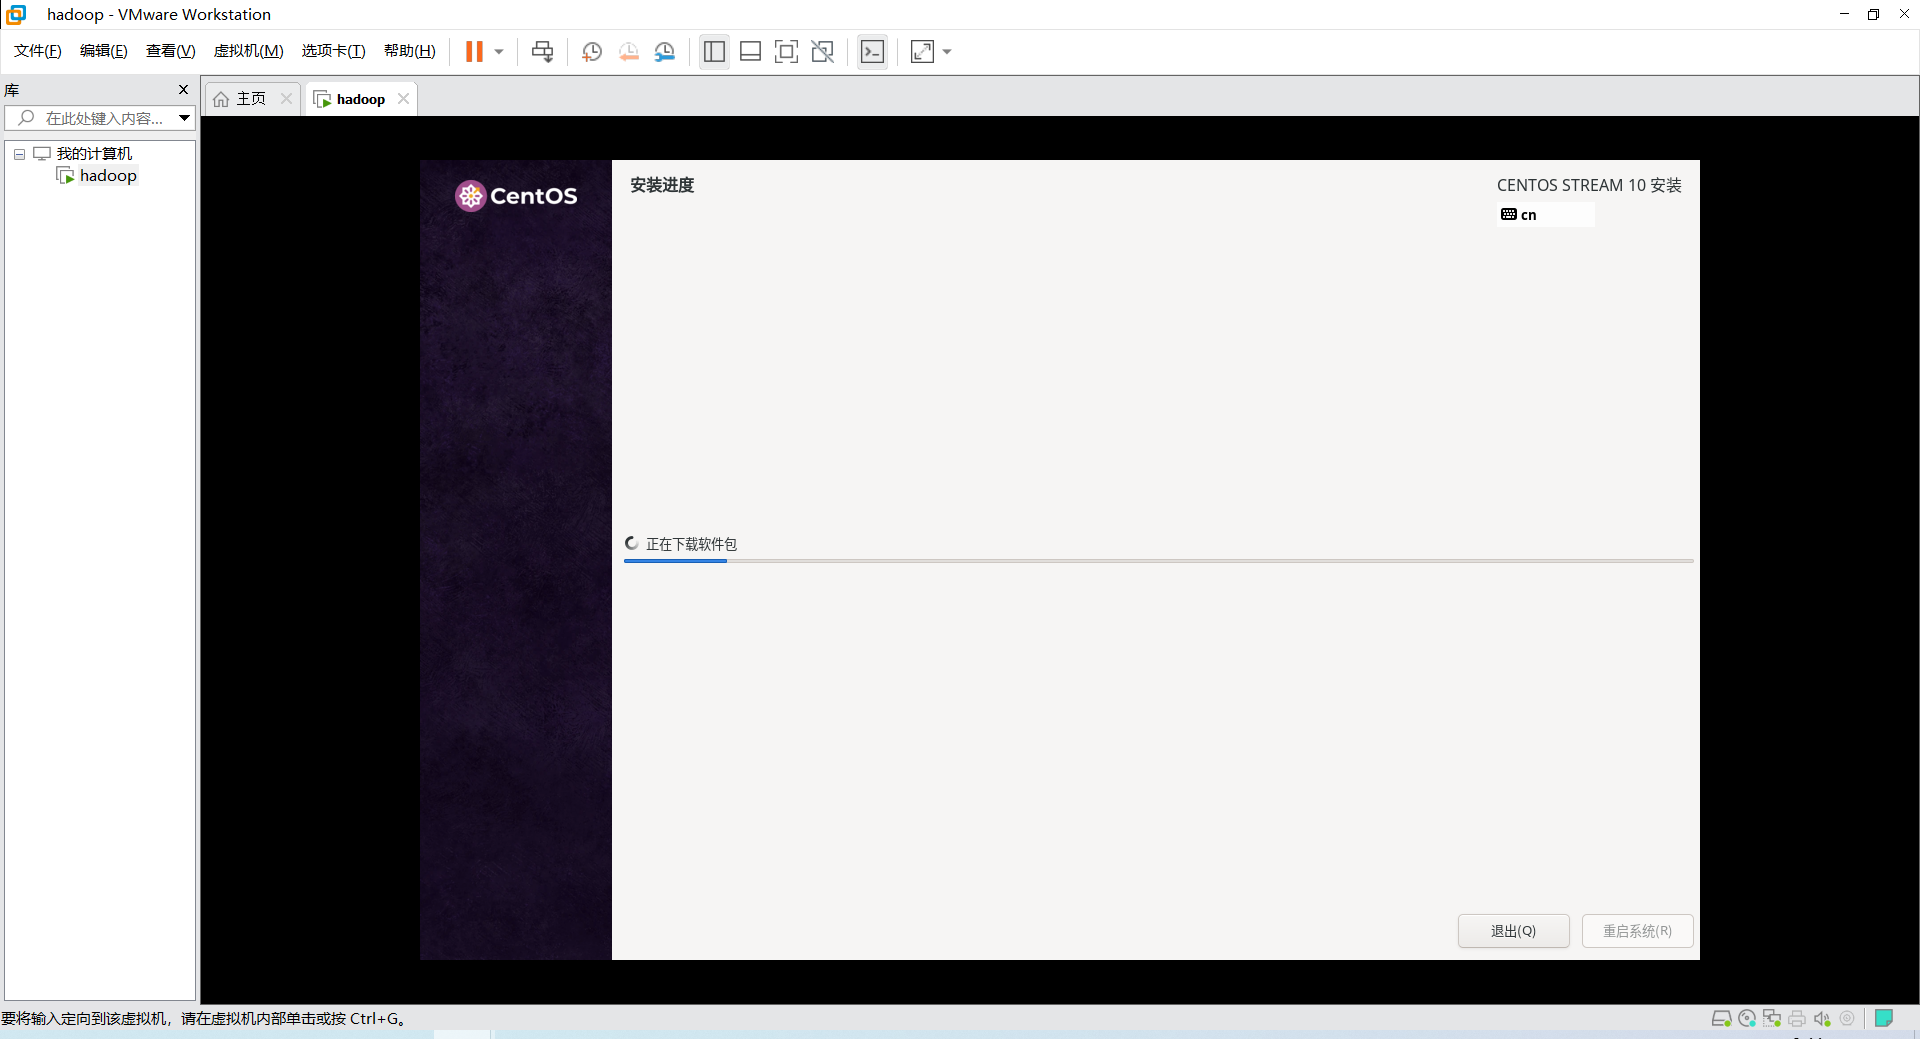 hadoop - VMware Workstation
文件(F) 编辑(E) 查看(V) 虚拟机(M) 选项卡(T) 帮助(H)
库
主页
hadoop
在此处键入内容...
我的计算机
hadoop
CentOS
安装进度
CENTOS STREAM 10 安装
cn
正在下载软件包
退出(Q)
重启系统(R)
要将输入定向到该虚拟机，请在虚拟机内部单击或按 Ctrl+G。